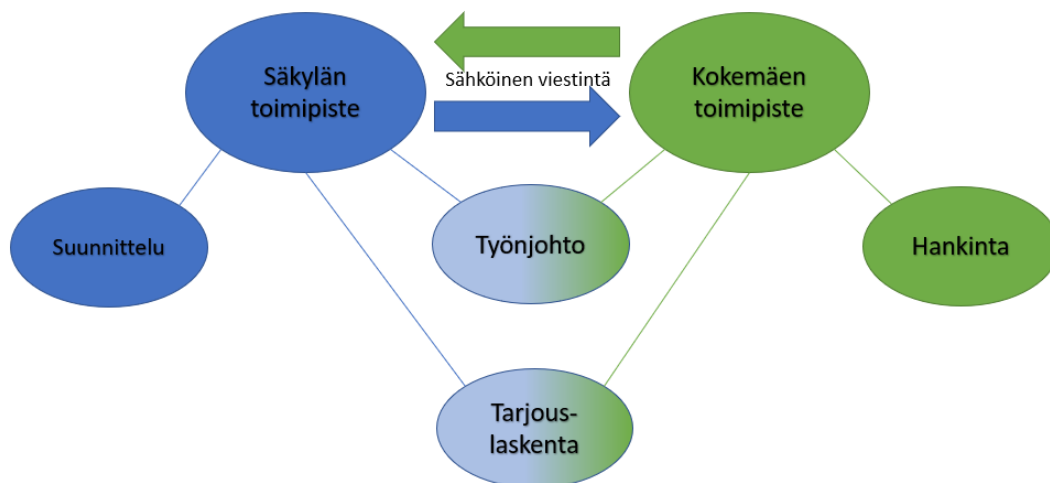 Säkylän
toimipiste
Sähköinen viestintä
Kokemäen
toimipiste
Suunnittelu
Työnjohto
Hankinta
Tarjous-
laskenta